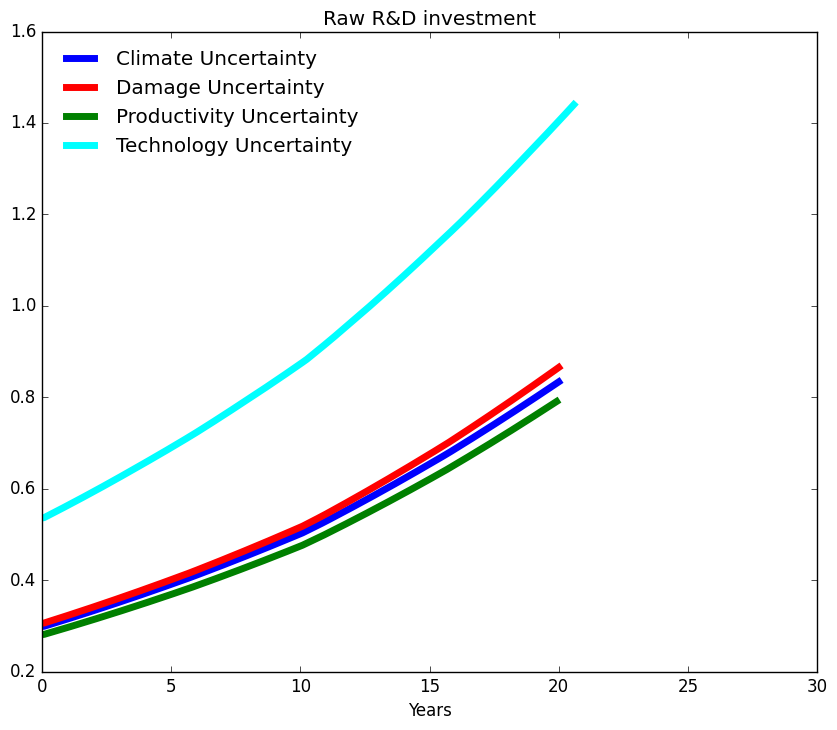 Raw R&D investment
1.6
1.4
1.2
1.0
0.8
0.6
0.4
0.2
Climate Uncertainty
Damage Uncertainty
Productivity Uncertainty
Technology Uncertainty
0 5 10 15 20 25 30
Years